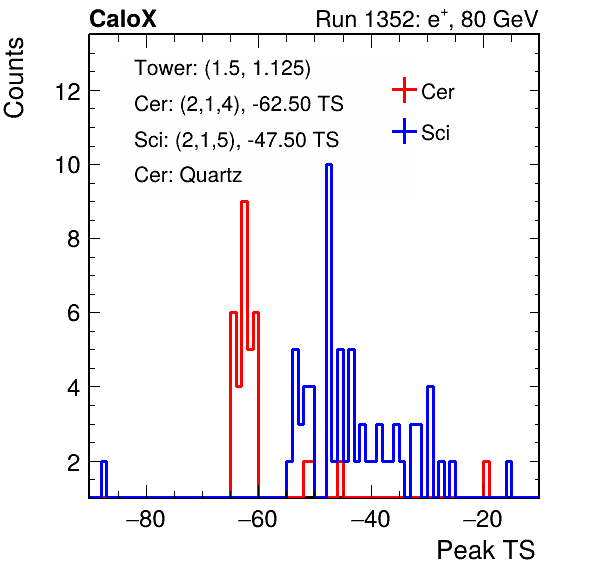 CaloX Run 1352: e⁺, 80 GeV
Counts
Tower: (1.5, 1.125)
Cer: (2,1,4), -62.50 TS
Sci: (2,1,5), -47.50 TS
Cer: Quartz
Cer
Sci
12
10
8
6
4
2
−80 −60 −40 −20
Peak TS